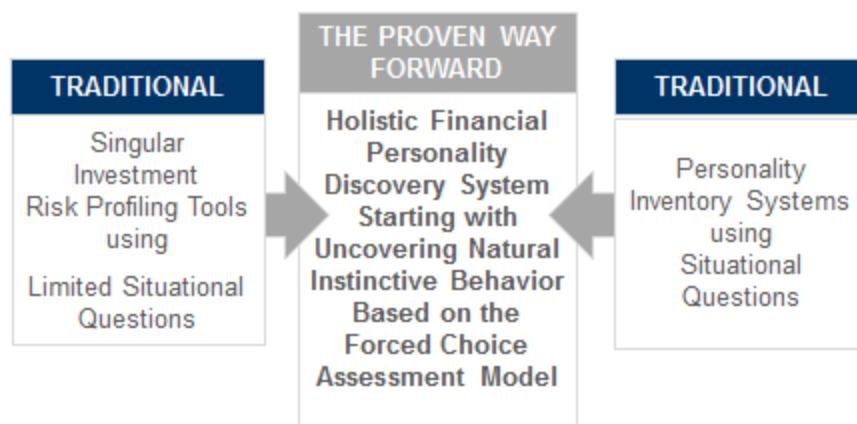 TRADITIONAL
Singular
Investment
Risk Profiling Tools
using
Limited Situational
Questions
THE PROVEN WAY
FORWARD
Holistic Financial
Personality
Discovery System
Starting with
Uncovering Natural
Instinctive Behavior
Based on the
Forced Choice
Assessment Model
TRADITIONAL
Personality
Inventory Systems
using
Situational
Questions